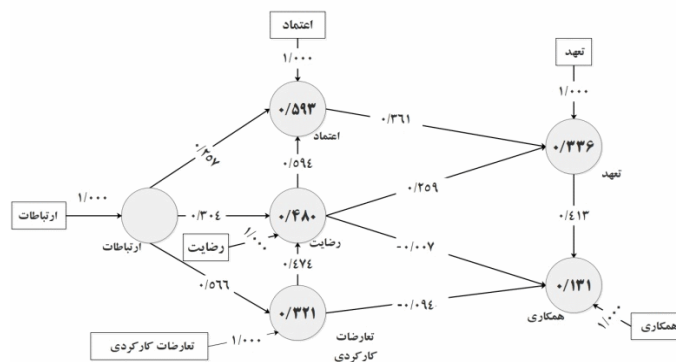 اعتماد
۱/۰۰۰
تعهد
۱/۰۰۰
۰/۵۹۳
اعتماد
۰/۳۶۱
۰/۳۳۶
تعهد
۰/۲۵۷
۰/۵۹۴
۰/۲۵۹
ارتباطات
۱/۰۰۰
ارتباطات
۰/۳۰۴
۰/۴۸۰
رضایت
رضایت
۱/۰۰۰
۰/۴۱۳
-۰/۰۰۷
۰/۴۷۴
۰/۵۶۶
۰/۳۲۱
-۰/۰۹۴
۰/۱۳۱
همکاری
۱/۰۰۰
همکاری
تعارضات کارکردی
۱/۰۰۰
تعارضات
کارکردی